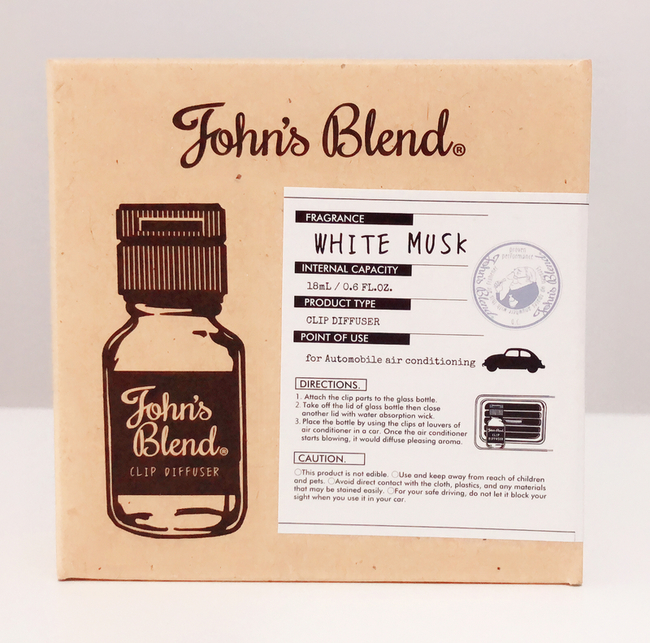 John's Blend®
FRAGRANCE
WHITE MUSK
INTERNAL CAPACITY
18mL / 0.6 FL.OZ.
PRODUCT TYPE
CLIP DIFFUSER
POINT OF USE
for Automobile air conditioning
DIRECTIONS.
1. Attach the clip parts to the glass bottle.
2. Take off the lid of glass bottle then close
another lid with water absorption wick.
3. Place the bottle by using the clips at louvers of
air conditioner in a car. Once the air conditioner
starts blowing, it would diffuse pleasing aroma.
CAUTION.
○This product is not edible. ○Use and keep away from reach of children
and pets. ○Avoid direct contact with the cloth, plastics, and any materials
that may be stained easily. ○For your safe driving, do not let it block your
sight when you use it in your car.
John's
Blend®
CLIP DIFFUSER